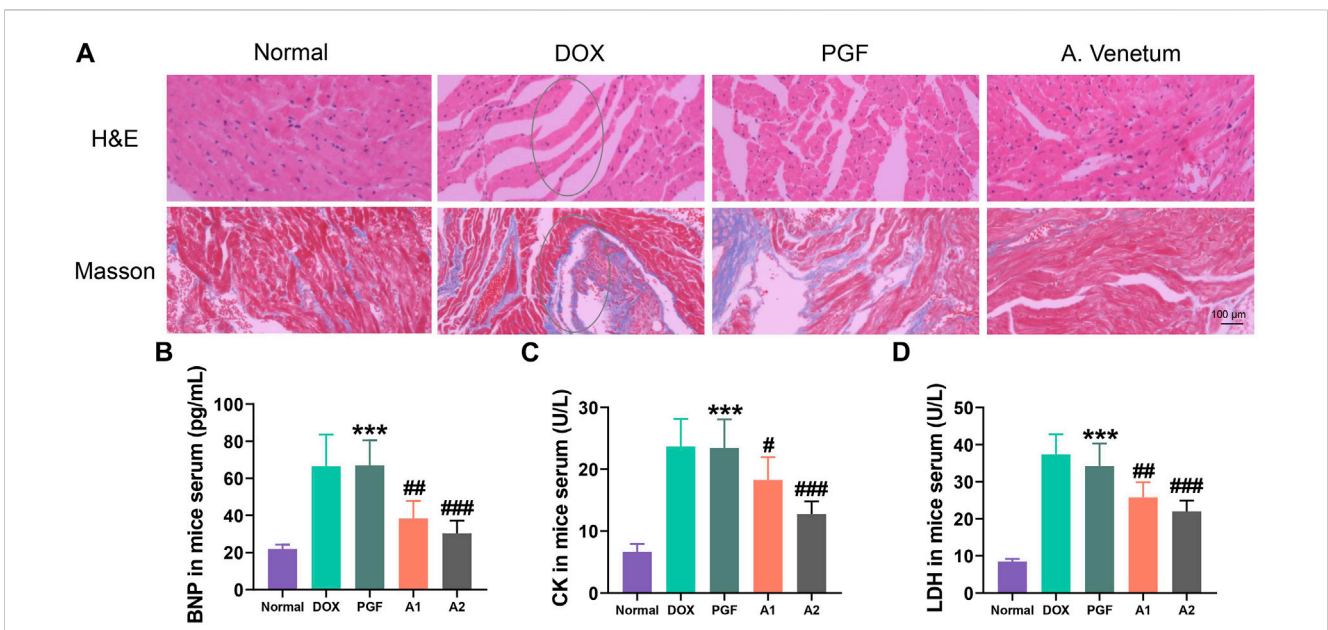 A
Normal
DOX
PGF
A. Venetum
H&E
Masson
100 µm
B
BNP in mice serum (pg/mL)
100
80
60
40
20
0
***
##
###
Normal DOX PGF A1 A2
C
CK in mice serum (U/L)
30
20
10
0
***
#
###
Normal DOX PGF A1 A2
D
LDH in mice serum (U/L)
50
40
30
20
10
0
***
##
###
Normal DOX PGF A1 A2